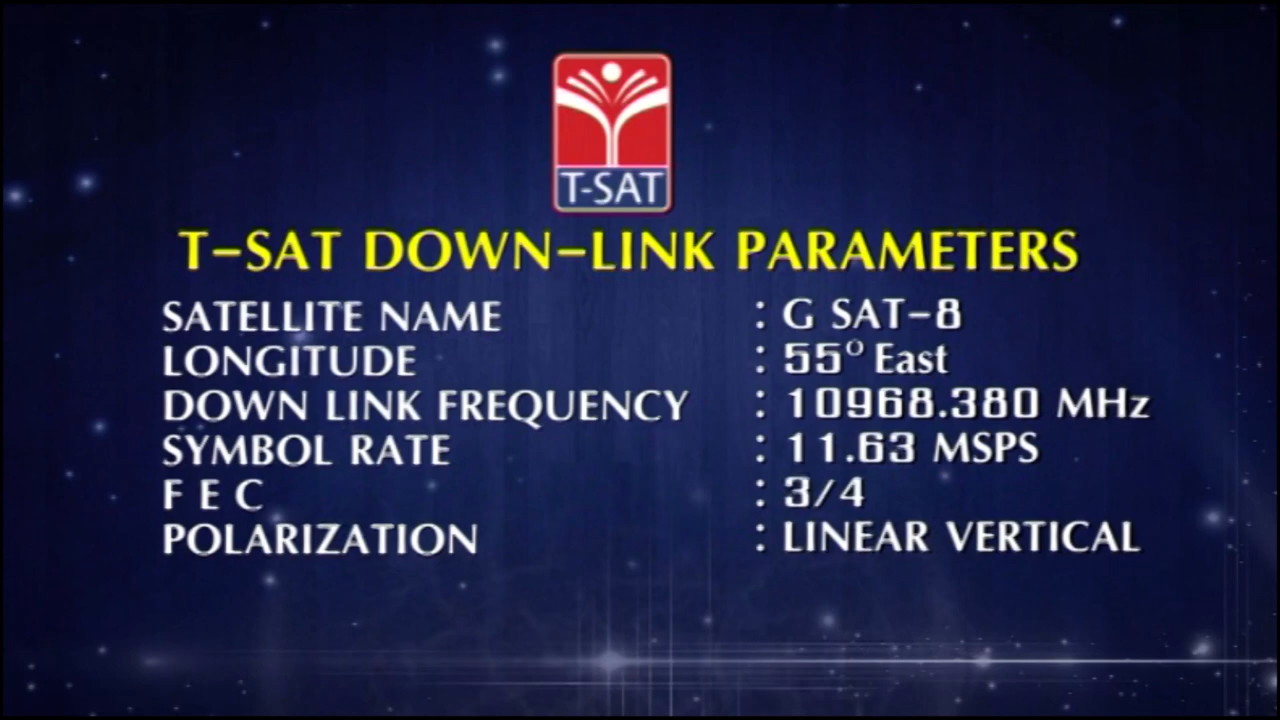 T-SAT
T-SAT DOWN-LINK PARAMETERS
SATELLITE NAME : G SAT-8
LONGITUDE : 55° East
DOWN LINK FREQUENCY : 10968.380 MHz
SYMBOL RATE : 11.63 MSPS
F E C : 3/4
POLARIZATION : LINEAR VERTICAL